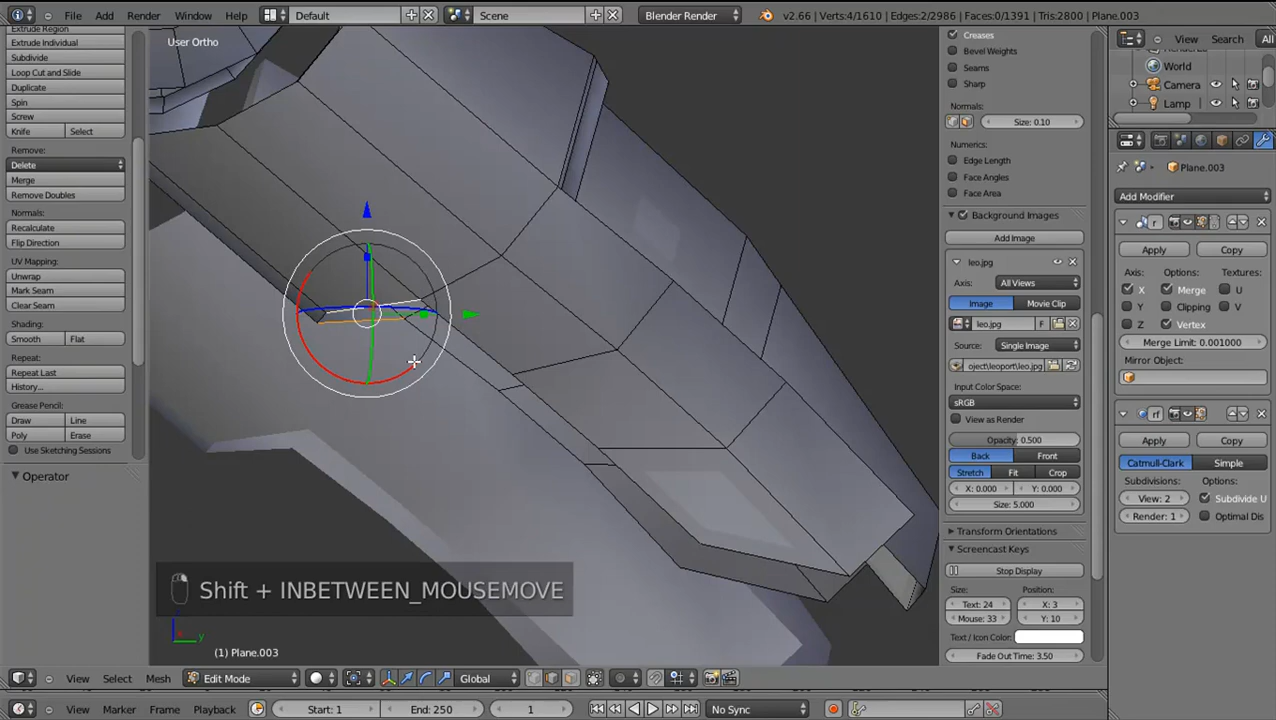 File Add Render Window Help Default Scene Blender Render v2.66 | Verts:4/1610 | Edges:2/2986 | Faces:0/1391 | Tris:2800 | Plane.003
Extrude Region
Extrude Individual
Subdivide
Loop Cut and Slide
Duplicate
Spin
Screw
Knife Select
Remove:
Delete
Merge
Remove Doubles
Normals:
Recalculate
Flip Direction
UV Mapping:
Unwrap
Mark Seam
Clear Seam
Shading:
Smooth Flat
Repeat:
Repeat Last
History...
Grease Pencil:
Draw Line
Poly Erase
Use Sketching Sessions
Operator
User Ortho
Shift + INBETWEEN_MOUSEMOVE
z
y
(1) Plane.003
Creases
Bevel Weights
Seams
Sharp
Normals:
Size: 0.10
Numerics:
Edge Length
Face Angles
Face Area
Background Images
Add Image
leo.jpg
Axis: All Views
Image Movie Clip
leo.jpg F
Source: Single Image
oject\leoport\leo.jpg
Input Color Space:
sRGB
View as Render
Opacity: 0.500
Back Front
Stretch Fit Crop
X: 0.000 Y: 0.000
Size: 5.000
Transform Orientations
Screencast Keys
Stop Display
Size: Position:
Text: 24 X: 3
Mouse: 33 Y: 10
Text / Icon Color:
Fade Out Time: 3.50
View Search All
World
Camera
Lamp
Plane.003
Add Modifier
Apply Copy
Axis: Options: Textures:
X Merge U
Y Clipping V
Z Vertex
Merge Limit: 0.001000
Mirror Object:
Apply Copy
Catmull-Clark Simple
Subdivisions: Options:
View: 2 Subdivide U
Render: 1 Optimal Dis
View Select Mesh Edit Mode Global
View Marker Frame Playback Start: 1 End: 250 1 No Sync